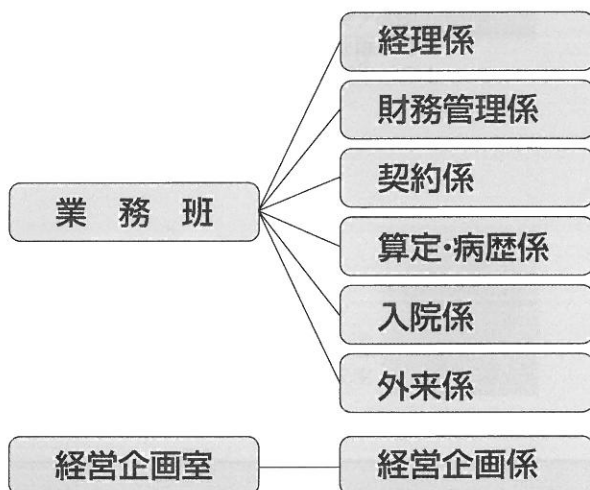 経理係
財務管理係
契約係
業　務　班
算定・病歴係
入院係
外来係
経営企画室
経営企画係